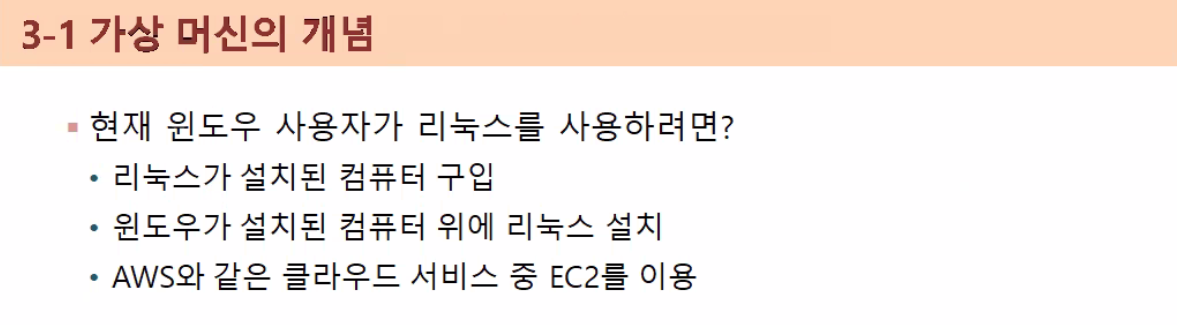 3-1 가상 머신의 개념
▪ 현재 윈도우 사용자가 리눅스를 사용하려면?
• 리눅스가 설치된 컴퓨터 구입
• 윈도우가 설치된 컴퓨터 위에 리눅스 설치
• AWS와 같은 클라우드 서비스 중 EC2를 이용